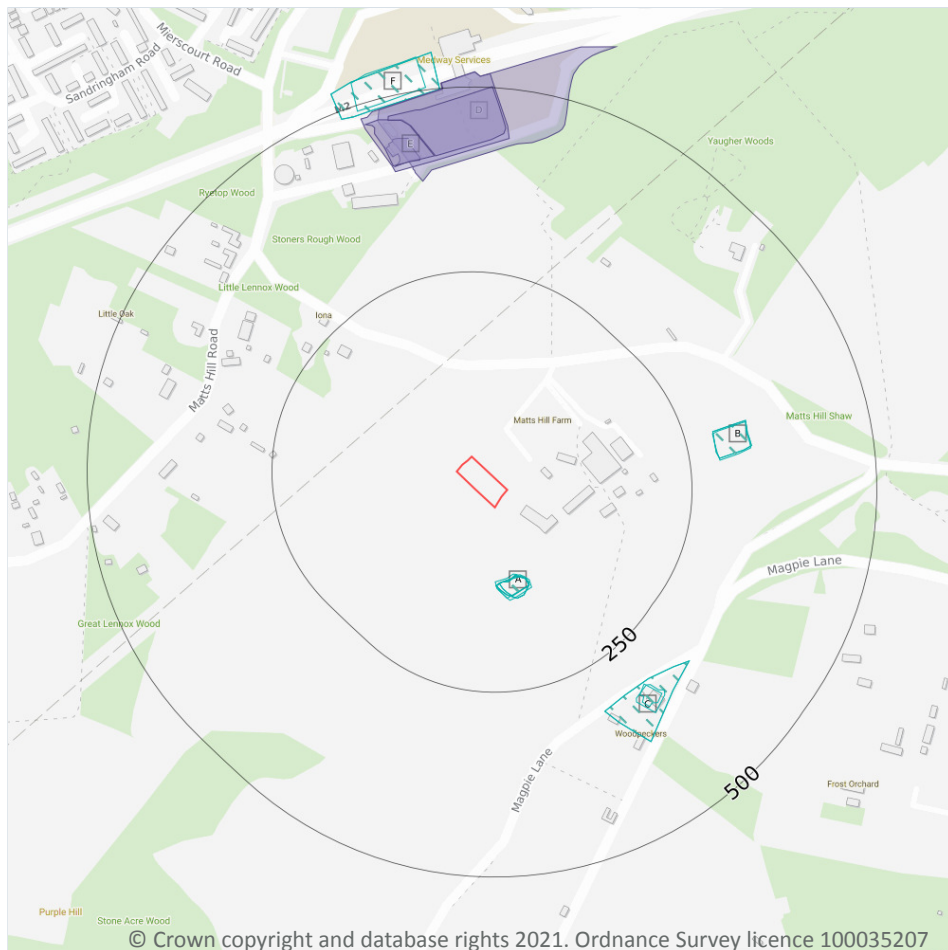 Mierscourt Road
Sandringham Road
Medway Services
F
M2
D
E
Yaugher Woods
Ryetop Wood
Stoners Rough Wood
Little Lennox Wood
Little Oak
Iona
Matts Hill Road
Matts Hill Farm
Matts Hill Shaw
B
A
Magpie Lane
Great Lennox Wood
250
C
Woodpeckers
Magpie Lane
500
Frost Orchard
Purple Hill
Stone Acre Wood
© Crown copyright and database rights 2021. Ordnance Survey licence 100035207